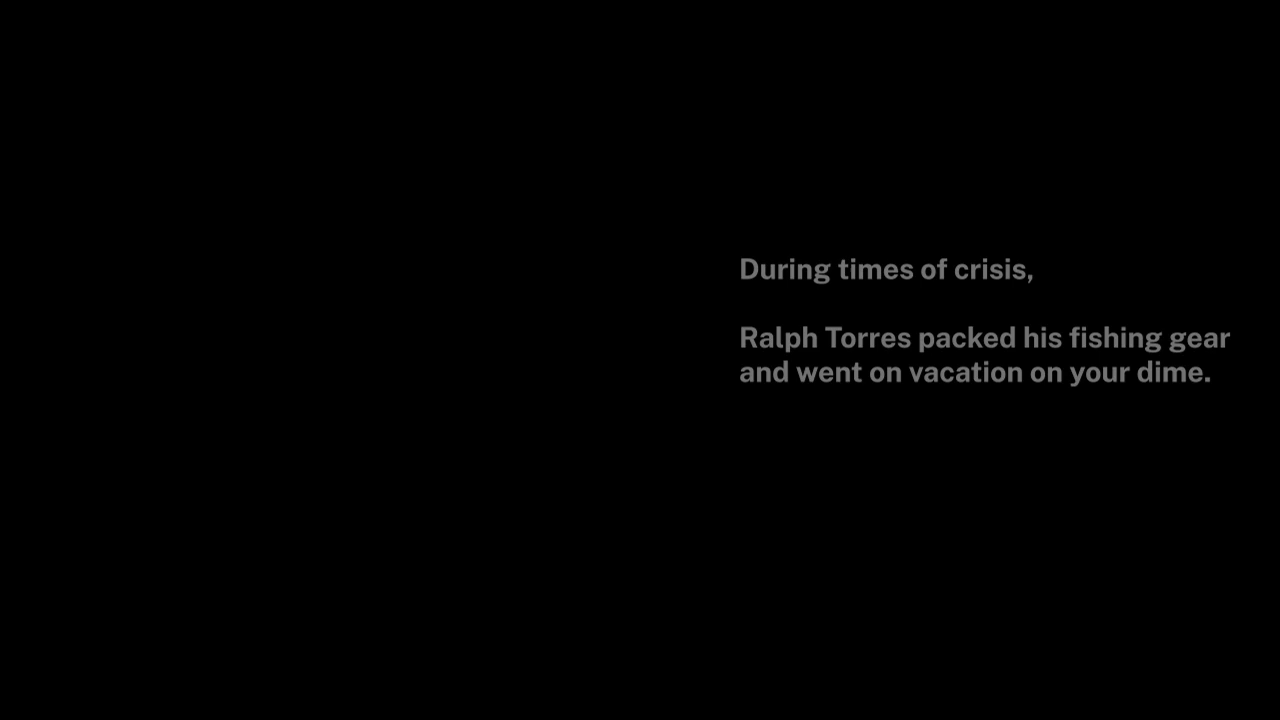 During times of crisis,
Ralph Torres packed his fishing gear
and went on vacation on your dime.